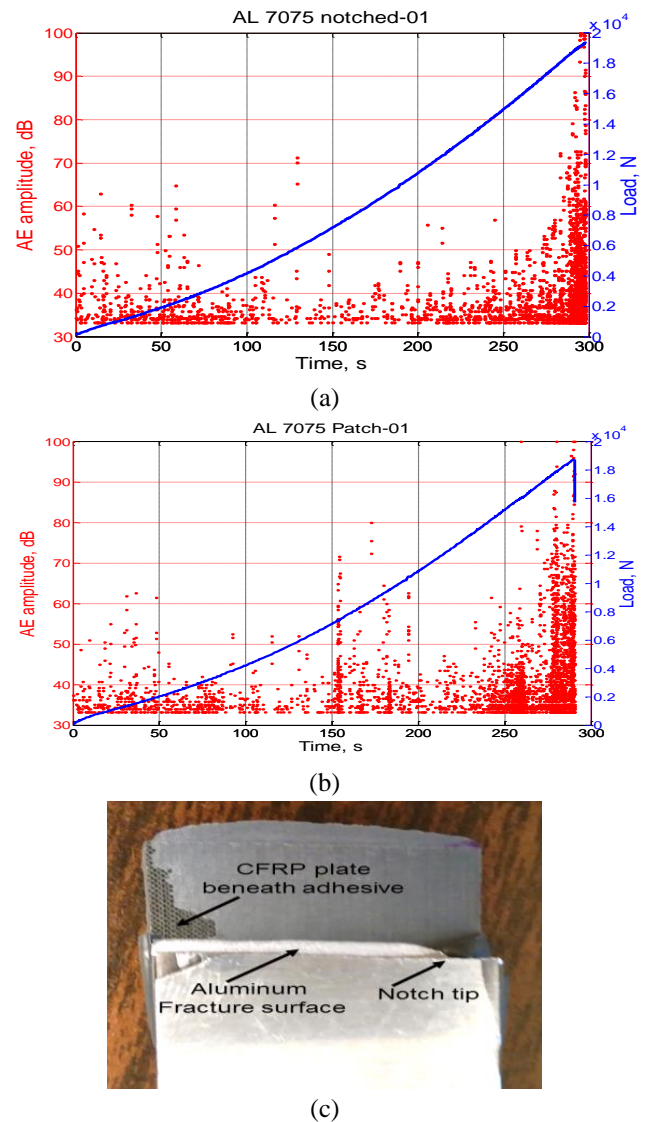 AL 7075 notched-01
AE amplitude, dB
100
90
80
70
60
50
40
30
0
50
100
150
200
250
300
Time, s
Load, N
x 10^4
2
1.8
1.6
1.4
1.2
1
0.8
0.6
0.4
0.2
0
(a)
AL 7075 Patch-01
AE amplitude, dB
100
90
80
70
60
50
40
30
0
50
100
150
200
250
300
Time, s
Load, N
x 10^4
2
1.8
1.6
1.4
1.2
1
0.8
0.6
0.4
0.2
0
(b)
CFRP plate
beneath adhesive
Aluminum
Fracture surface
Notch tip
(c)